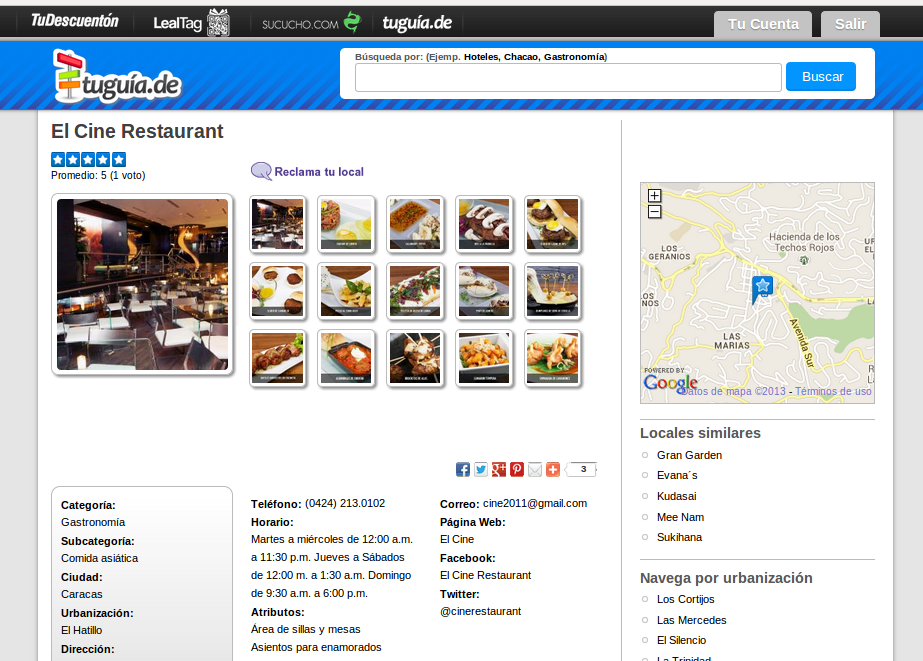 TuDescuentón LealTag SUCUCHO.COM tuguía.de Tu Cuenta Salir
tuguía.de
Búsqueda por: (Ejemp. Hoteles, Chacao, Gastronomía)
Buscar
El Cine Restaurant
Promedio: 5 (1 voto)
Reclama tu local
+
−
Hacienda de los
Techos Rojos
LOS
GERANIOS
LOS
NOS
LAS
MARIAS
Avenida Sur
POWERED BY
Google
Datos de mapa ©2013 - Términos de uso
3
Categoría:
Gastronomía
Subcategoría:
Comida asiática
Ciudad:
Caracas
Urbanización:
El Hatillo
Dirección:
Teléfono: (0424) 213.0102
Horario:
Martes a miércoles de 12:00 a.m.
a 11:30 p.m. Jueves a Sábados
de 12:00 m. a 1:30 a.m. Domingo
de 9:30 a.m. a 6:00 p.m.
Atributos:
Área de sillas y mesas
Asientos para enamorados
Correo: cine2011@gmail.com
Página Web:
El Cine
Facebook:
El Cine Restaurant
Twitter:
@cinerestaurant
Locales similares
Gran Garden
Evana´s
Kudasai
Mee Nam
Sukihana
Navega por urbanización
Los Cortijos
Las Mercedes
El Silencio
La Trinidad